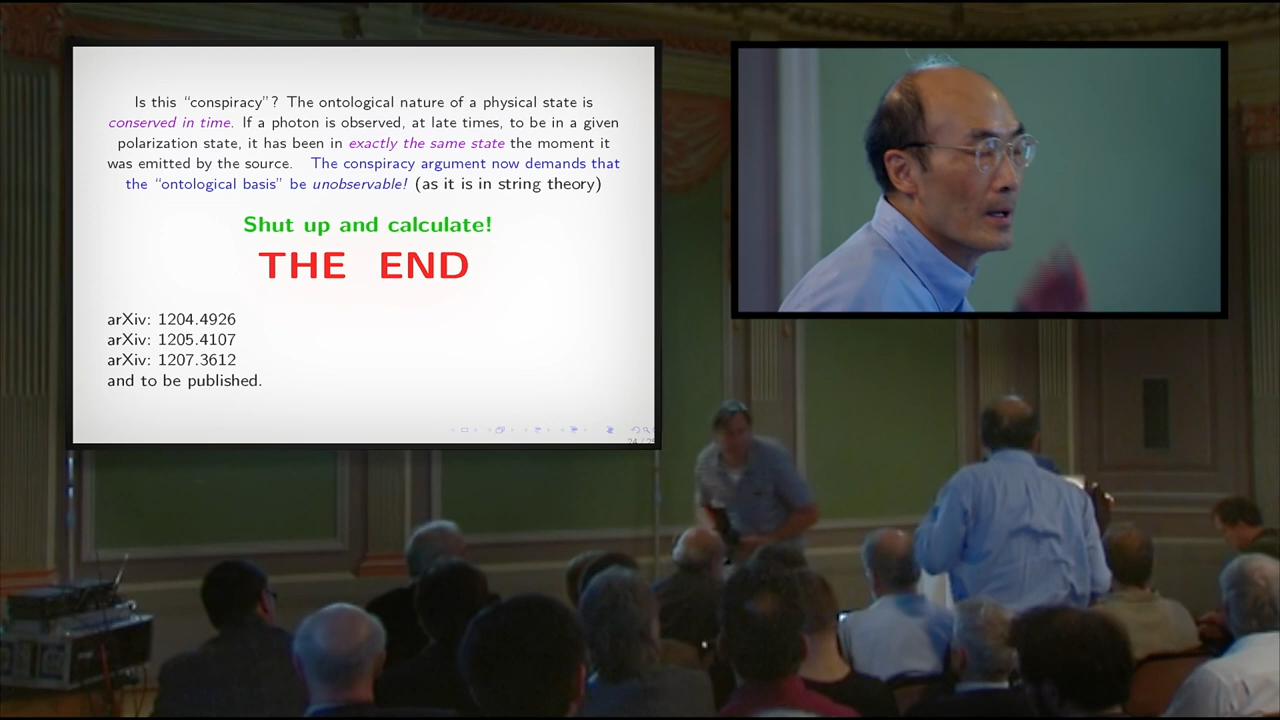 Is this “conspiracy”? The ontological nature of a physical state is
conserved in time. If a photon is observed, at late times, to be in a given
polarization state, it has been in exactly the same state the moment it
was emitted by the source. The conspiracy argument now demands that
the “ontological basis” be unobservable! (as it is in string theory)
Shut up and calculate!
THE END
arXiv: 1204.4926
arXiv: 1205.4107
arXiv: 1207.3612
and to be published.